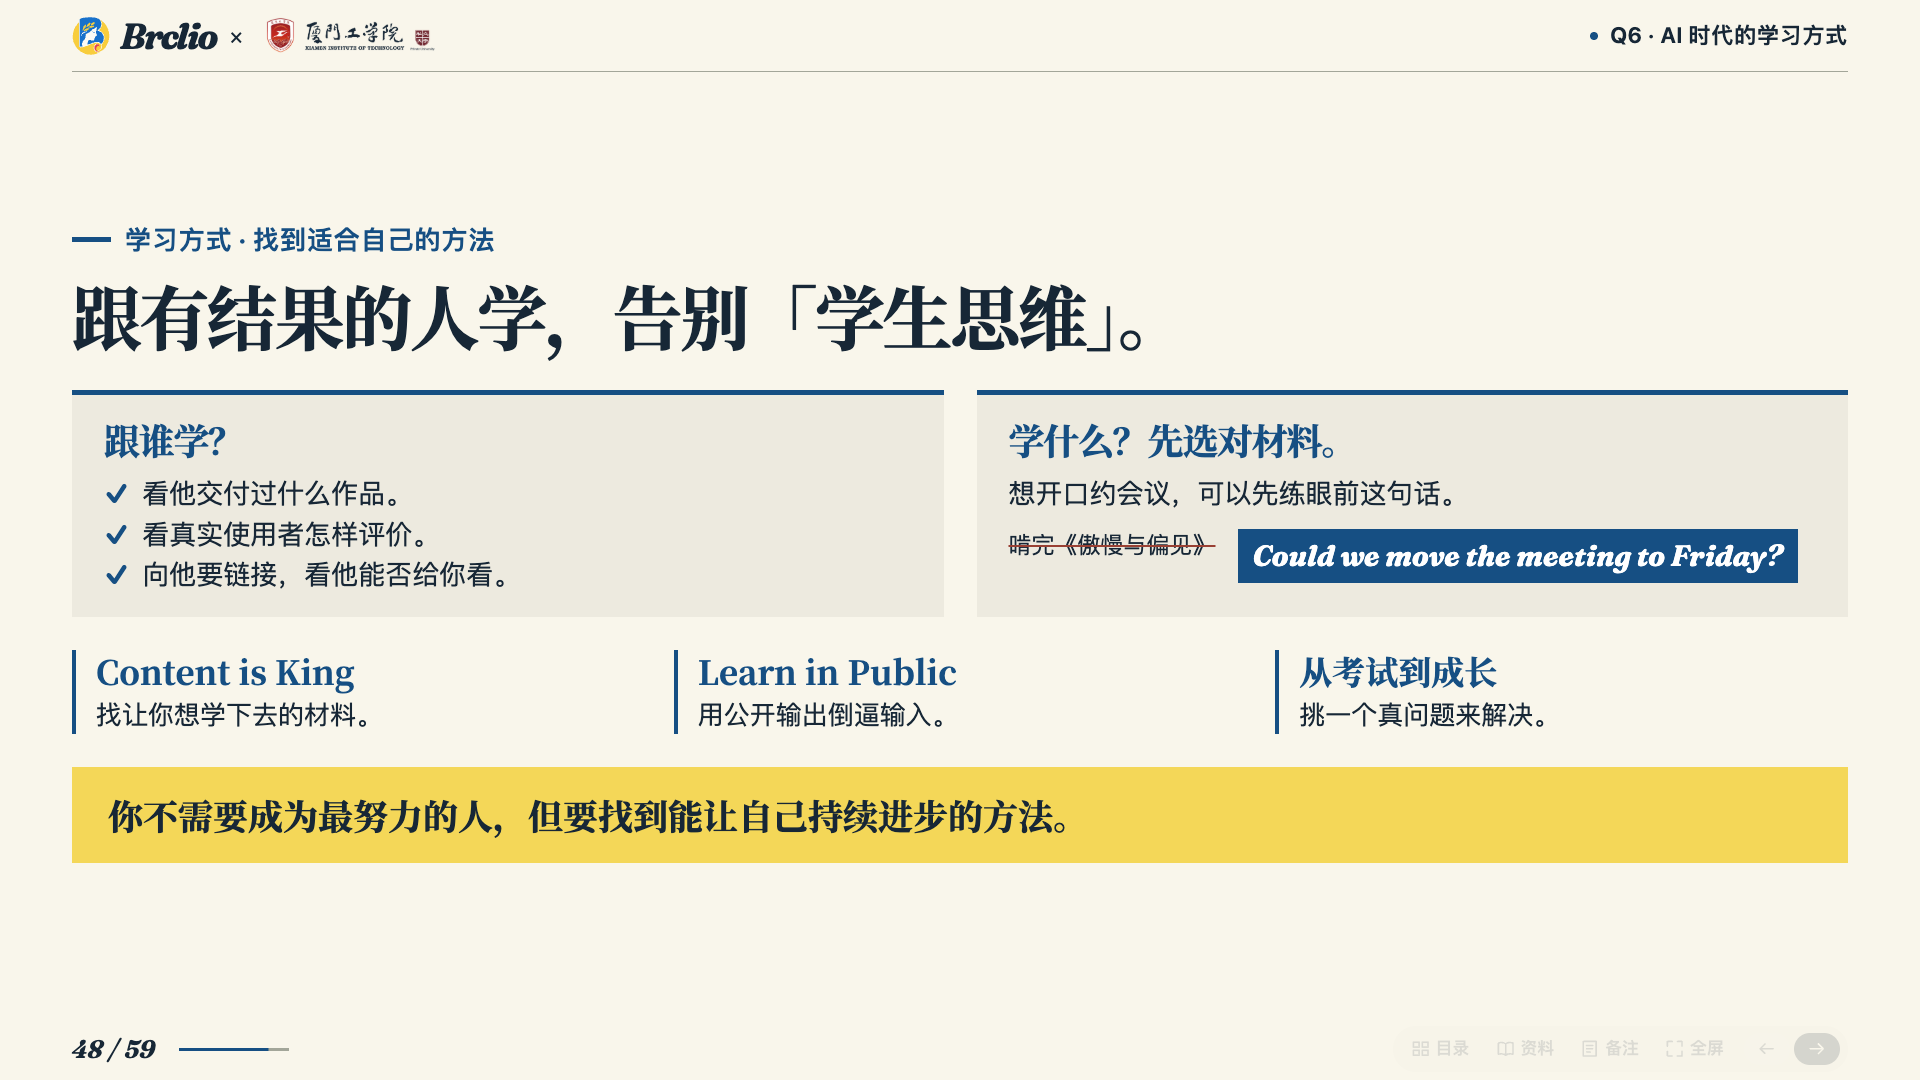 Brclio × 厦门工学院
XIAMEN INSTITUTE OF TECHNOLOGY
• Q6 · AI 时代的学习方式
学习方式 · 找到适合自己的方法
跟有结果的人学，告别「学生思维」。
跟谁学？
看他交付过什么作品。
看真实使用者怎样评价。
向他要链接，看他能否给你看。
学什么？先选对材料。
想开口约会议，可以先练眼前这句话。
啃完《傲慢与偏见》
Could we move the meeting to Friday?
Content is King
找让你想学下去的材料。
Learn in Public
用公开输出倒逼输入。
从考试到成长
挑一个真问题来解决。
你不需要成为最努力的人，但要找到能让自己持续进步的方法。
48 / 59
目录 资料 备注 全屏 ← →